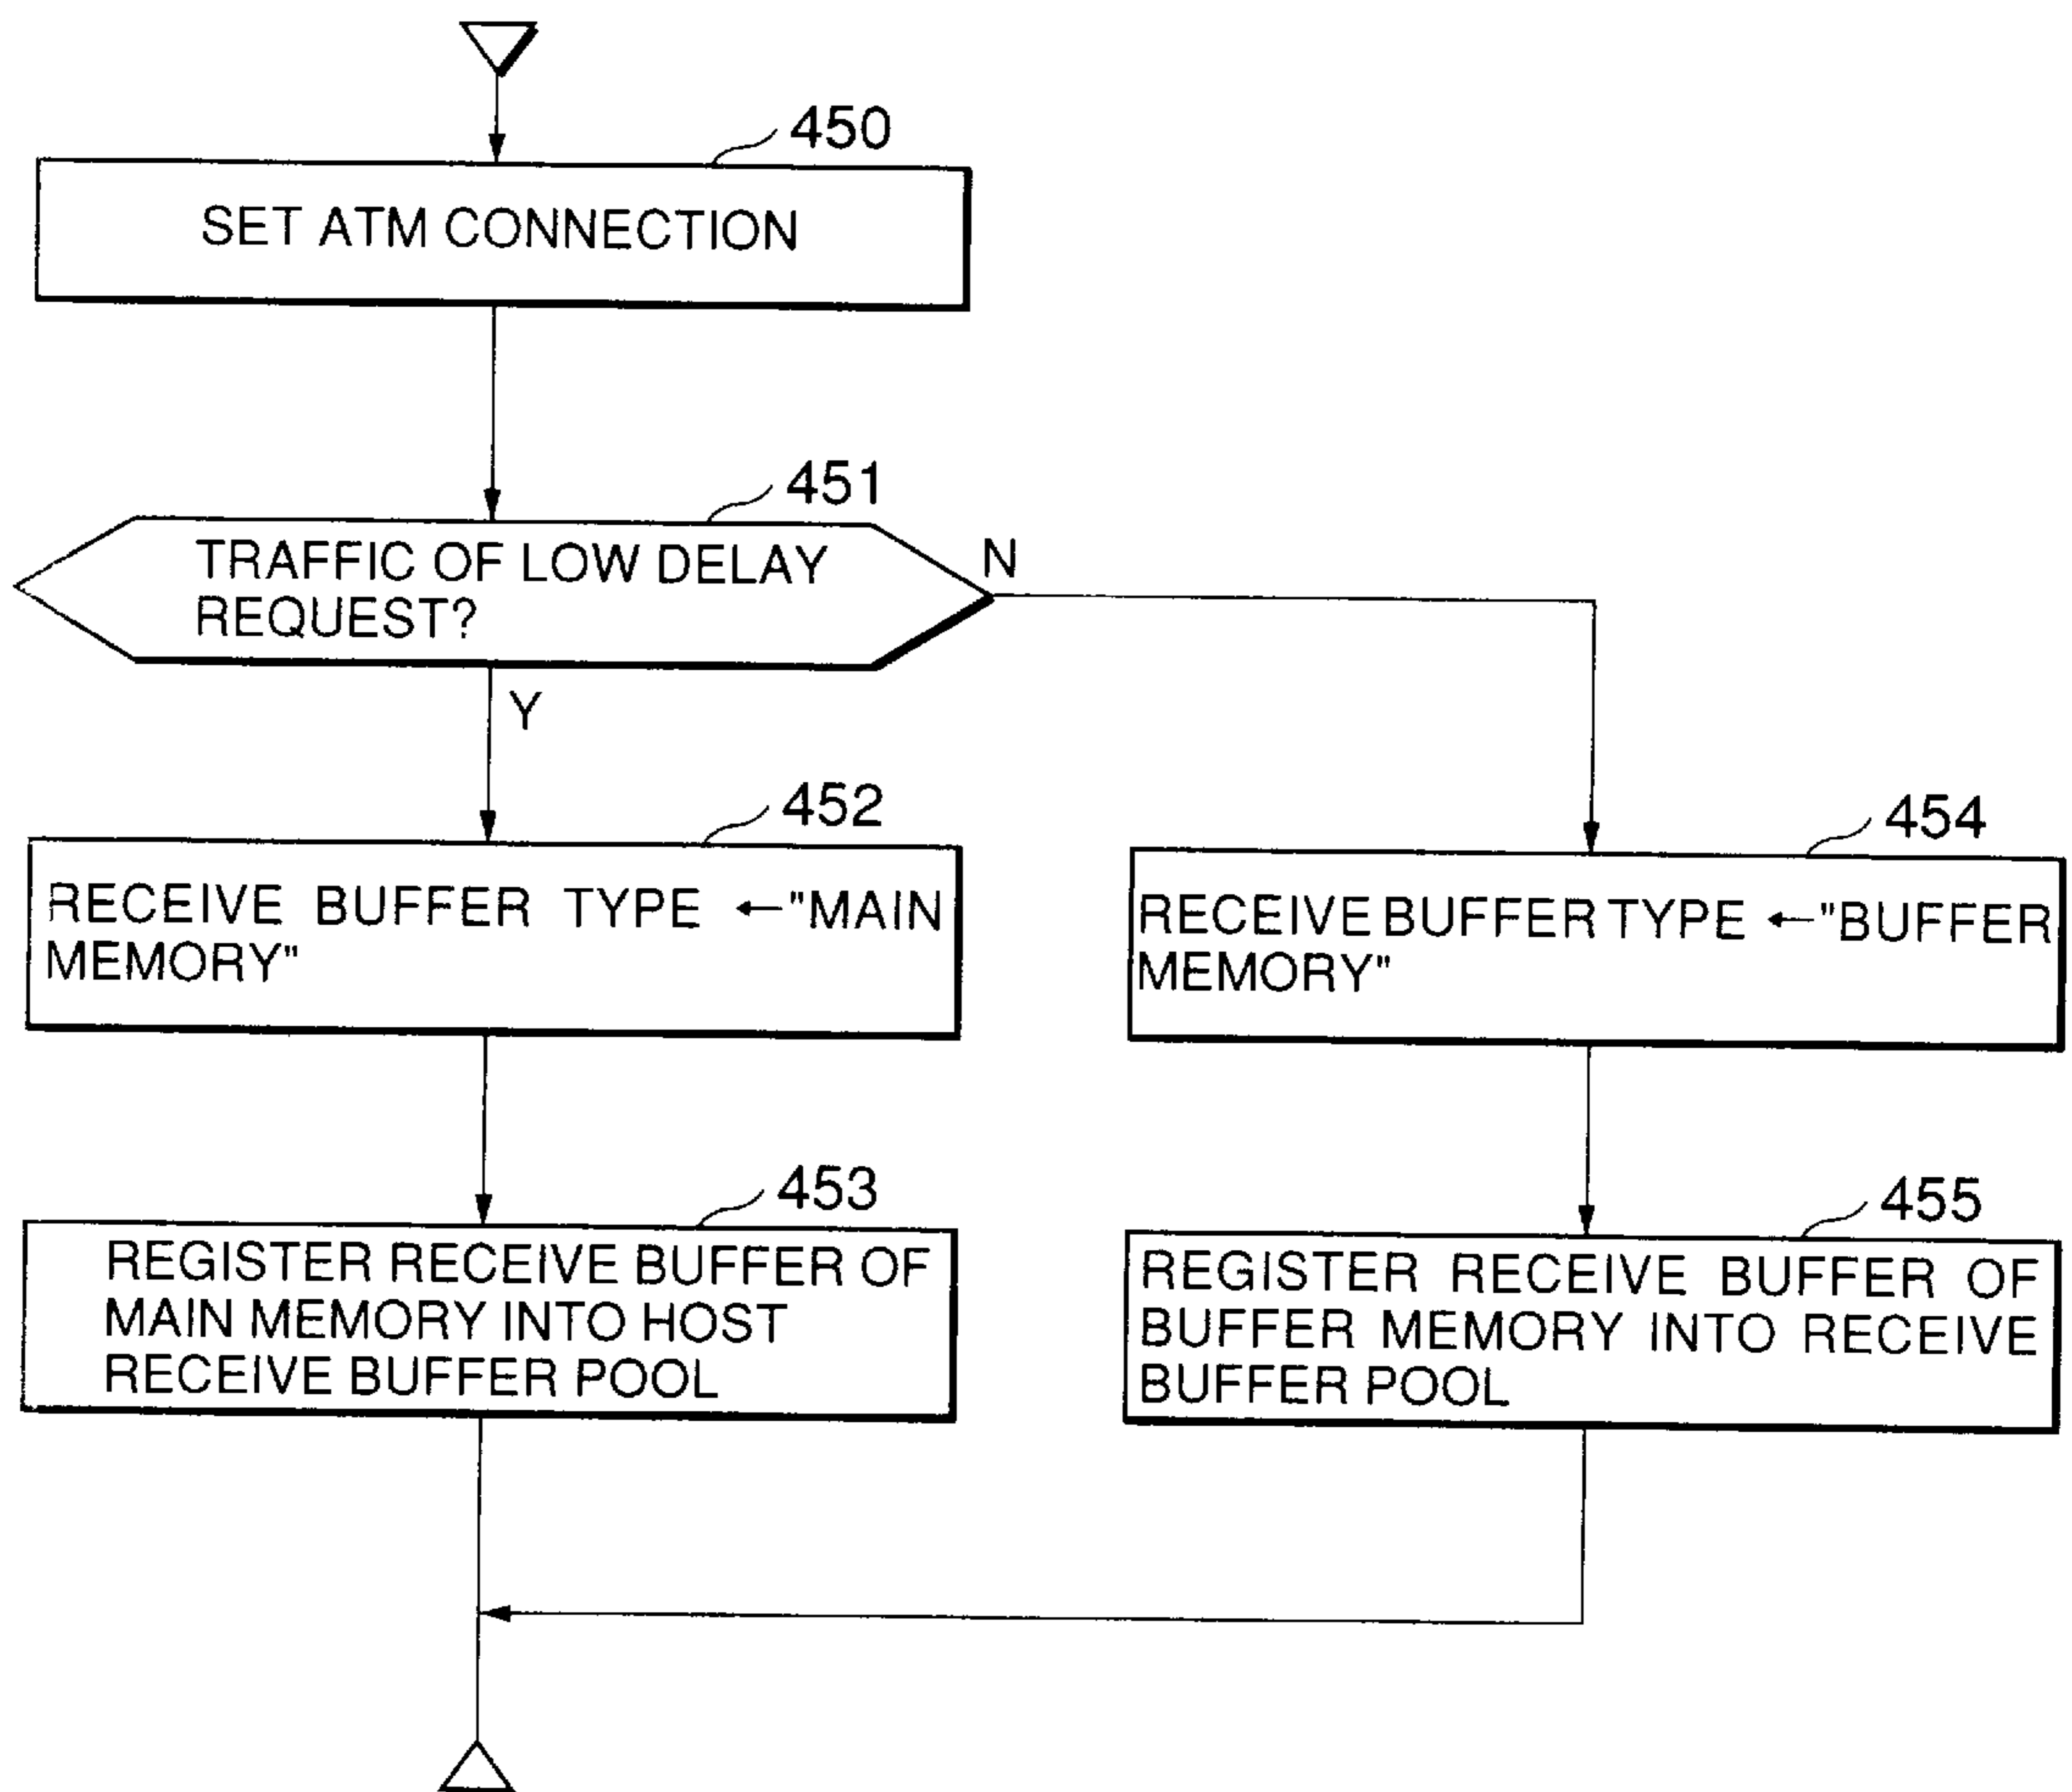 450
SET ATM CONNECTION
451
TRAFFIC OF LOW DELAY
REQUEST?
N
Y
452
RECEIVE BUFFER TYPE ←"MAIN
MEMORY"
454
RECEIVE BUFFER TYPE ←"BUFFER
MEMORY"
453
REGISTER RECEIVE BUFFER OF
MAIN MEMORY INTO HOST
RECEIVE BUFFER POOL
455
REGISTER RECEIVE BUFFER OF
BUFFER MEMORY INTO RECEIVE
BUFFER POOL